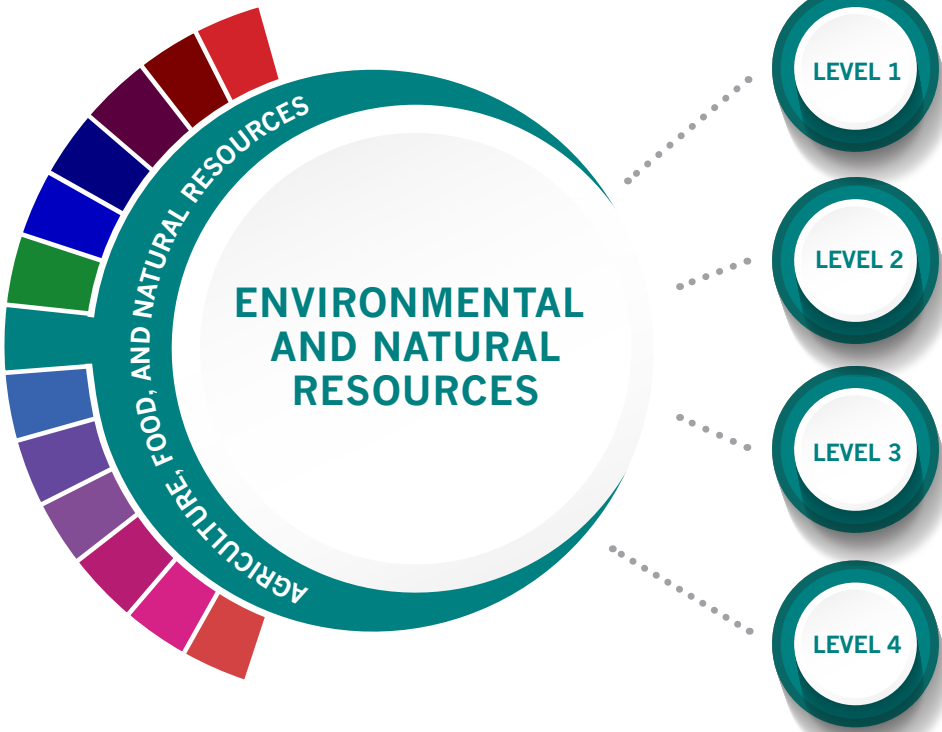 AGRICULTURE, FOOD, AND NATURAL RESOURCES
ENVIRONMENTAL
AND NATURAL
RESOURCES
LEVEL 1
LEVEL 2
LEVEL 3
LEVEL 4